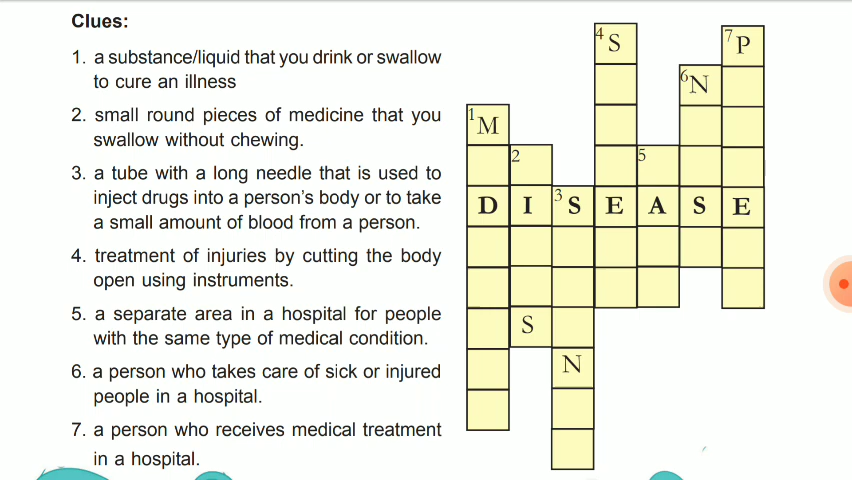 Clues:
1. a substance/liquid that you drink or swallow
to cure an illness
2. small round pieces of medicine that you
swallow without chewing.
3. a tube with a long needle that is used to
inject drugs into a person's body or to take
a small amount of blood from a person.
4. treatment of injuries by cutting the body
open using instruments.
5. a separate area in a hospital for people
with the same type of medical condition.
6. a person who takes care of sick or injured
people in a hospital.
7. a person who receives medical treatment
in a hospital.
4 S 7 P
6 N
1 M
2 5
D I 3 S E A S E
S
N